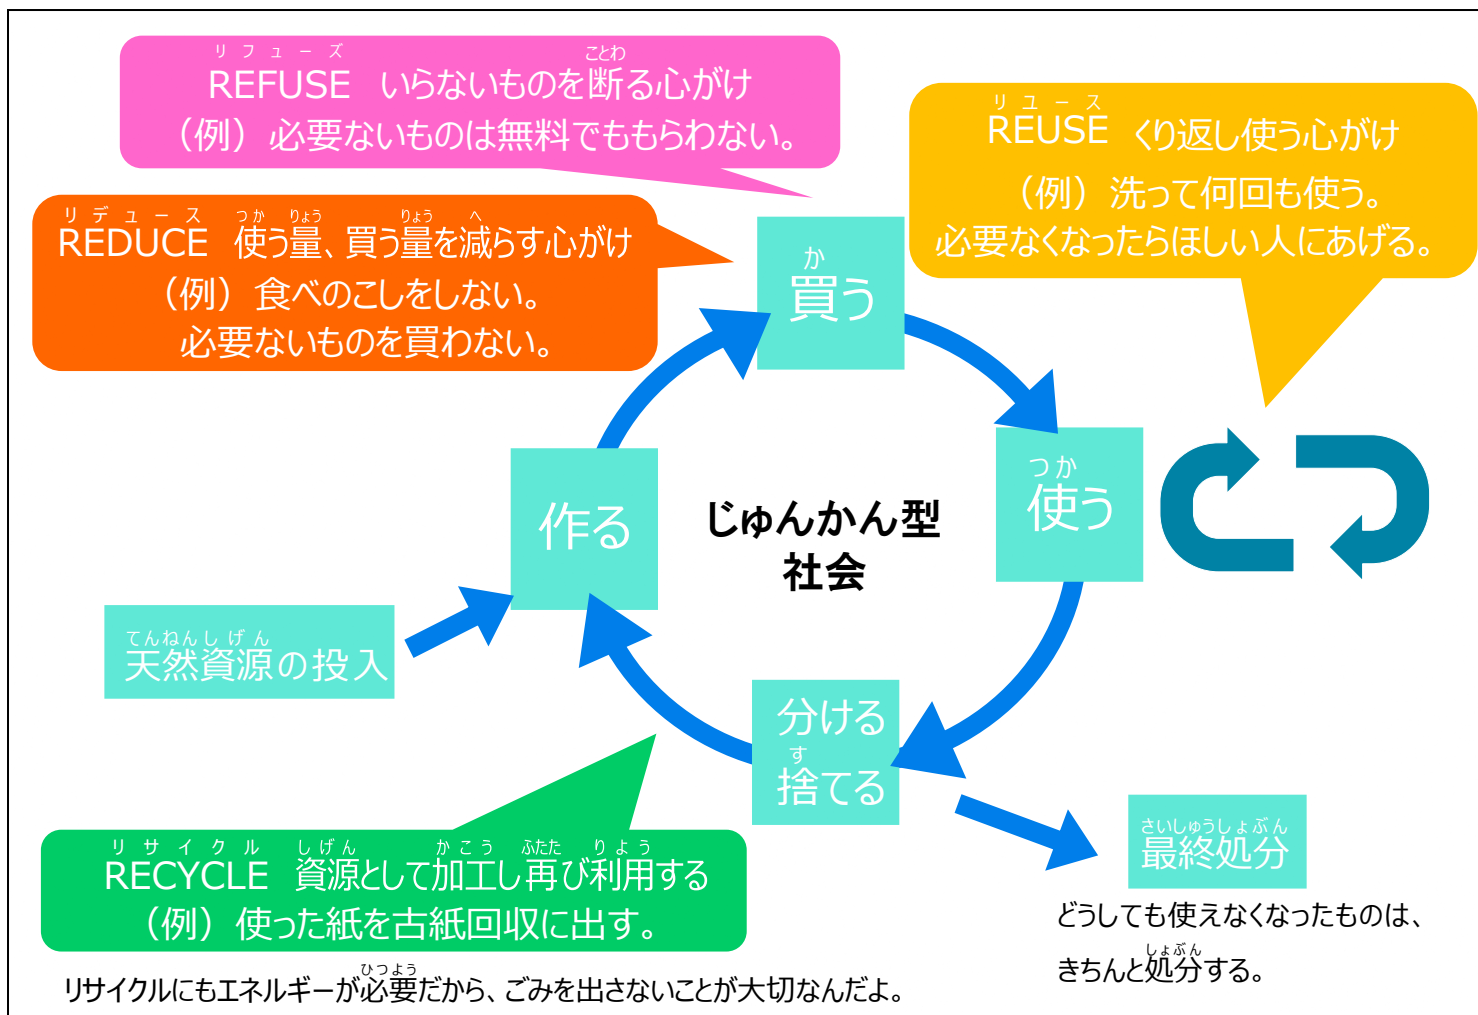 リフューズ ことわ
REFUSE いらないものを断る心がけ
（例）必要ないものは無料でももらわない。
リユース
REUSE くり返し使う心がけ
（例）洗って何回も使う。
必要なくなったらほしい人にあげる。
リデュース つか りょう りょう へ
REDUCE 使う量、買う量を減らす心がけ
（例）食べのこしをしない。
必要ないものを買わない。
か
買う
つか
使う
作る
じゅんかん型
社会
てんねんしげん
天然資源の投入
分ける
す
捨てる
さいしゅうしょぶん
最終処分
どうしても使えなくなったものは、
しょぶん
きちんと処分する。
リサイクル しげん かこう ふたた りよう
RECYCLE 資源として加工し再び利用する
（例）使った紙を古紙回収に出す。
ひつよう
リサイクルにもエネルギーが必要だから、ごみを出さないことが大切なんだよ。